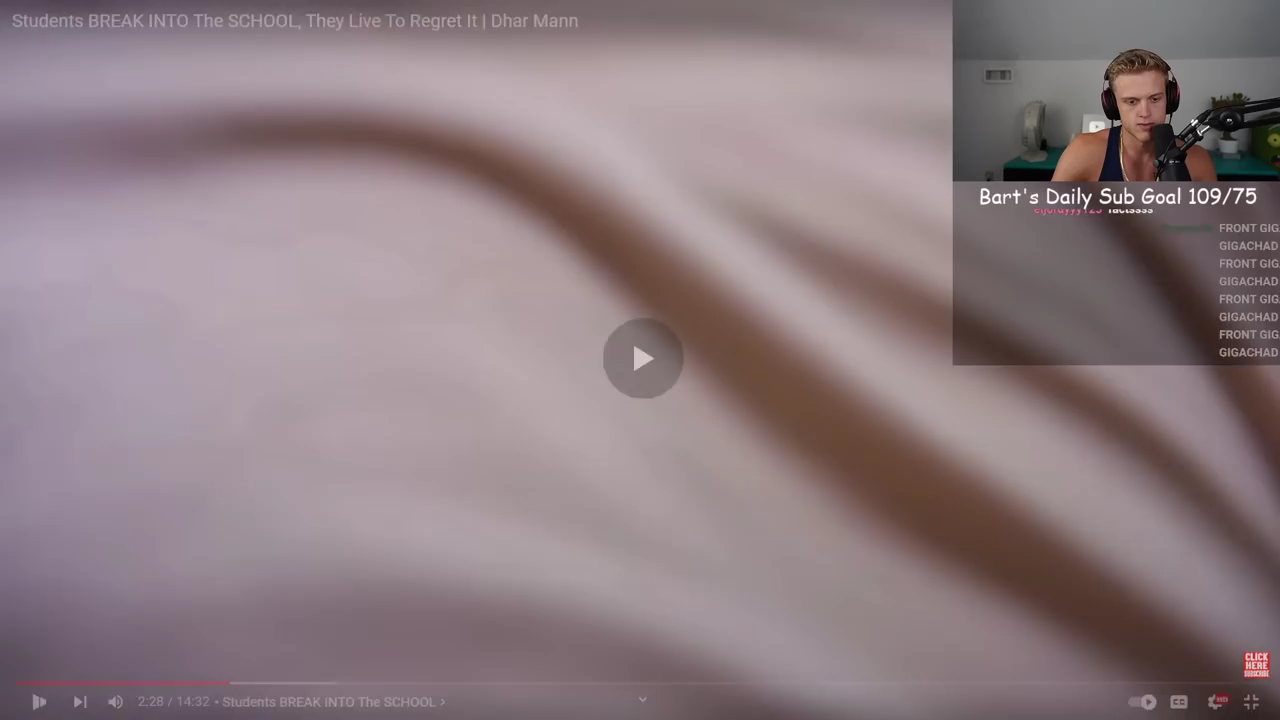 Students BREAK INTO The SCHOOL, They Live To Regret It | Dhar Mann
Bart's Daily Sub Goal 109/75
FRONT GIG
GIGACHAD
FRONT GIG
GIGACHAD
FRONT GIG
GIGACHAD
FRONT GIG
GIGACHAD
CLICK
HERE
SUBSCRIBE
2:28 / 14:32 • Students BREAK INTO The SCHOOL ›
HD